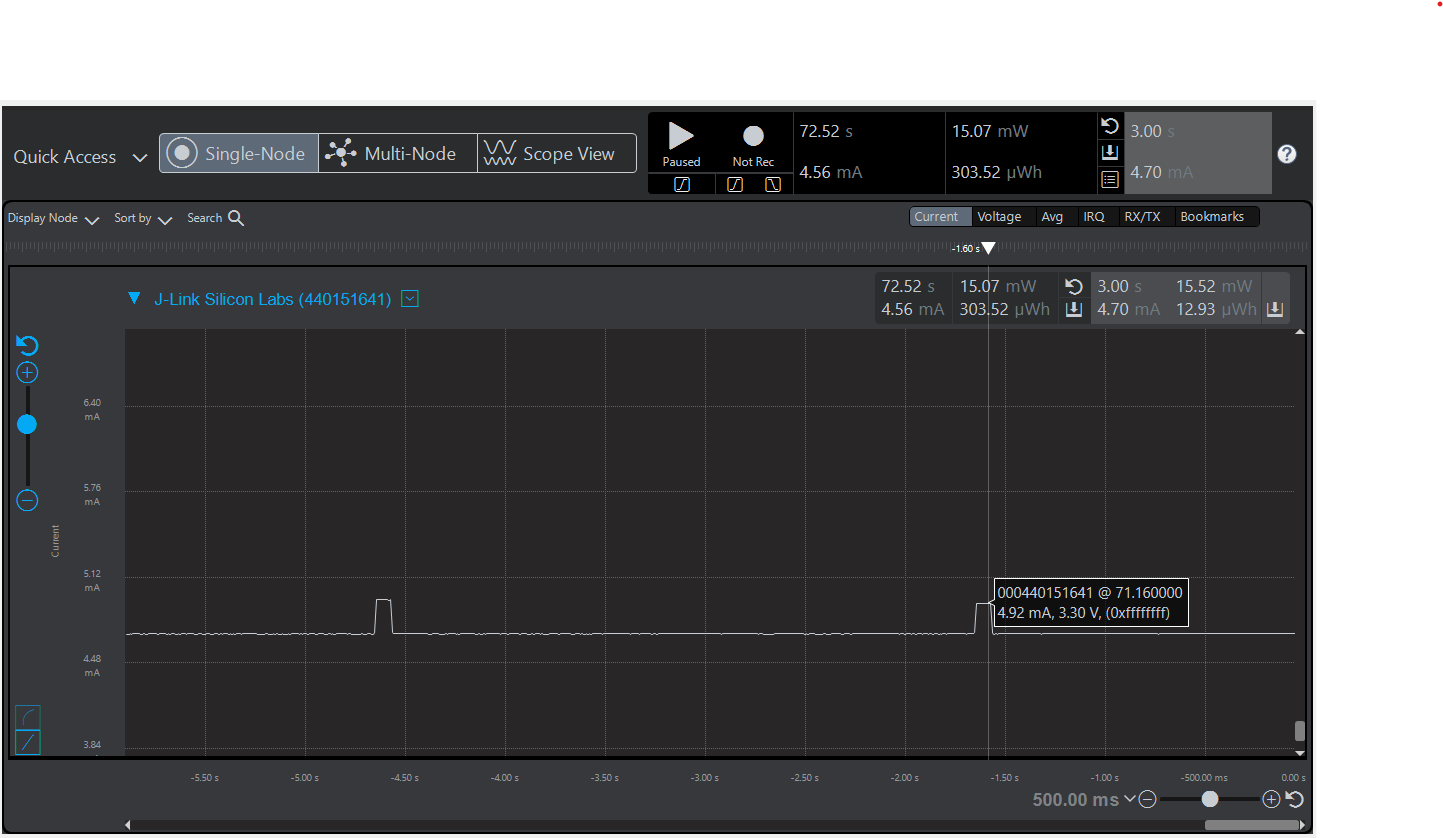 Quick Access
Single-Node
Multi-Node
Scope View
Paused
Not Rec
72.52 s
4.56 mA
15.07 mW
303.52 µWh
3.00 s
4.70 mA
?
Display Node
Sort by
Search
Current
Voltage
Avg
IRQ
RX/TX
Bookmarks
-1.60 s
J-Link Silicon Labs (440151641)
72.52 s
4.56 mA
15.07 mW
303.52 µWh
3.00 s
4.70 mA
15.52 mW
12.93 µWh
6.40
mA
5.76
mA
Current
5.12
mA
4.48
mA
3.84
000440151641 @ 71.160000
4.92 mA, 3.30 V, (0xffffffff)
-5.50 s
-5.00 s
-4.50 s
-4.00 s
-3.50 s
-3.00 s
-2.50 s
-2.00 s
-1.50 s
-1.00 s
-500.00 ms
0.00 s
500.00 ms